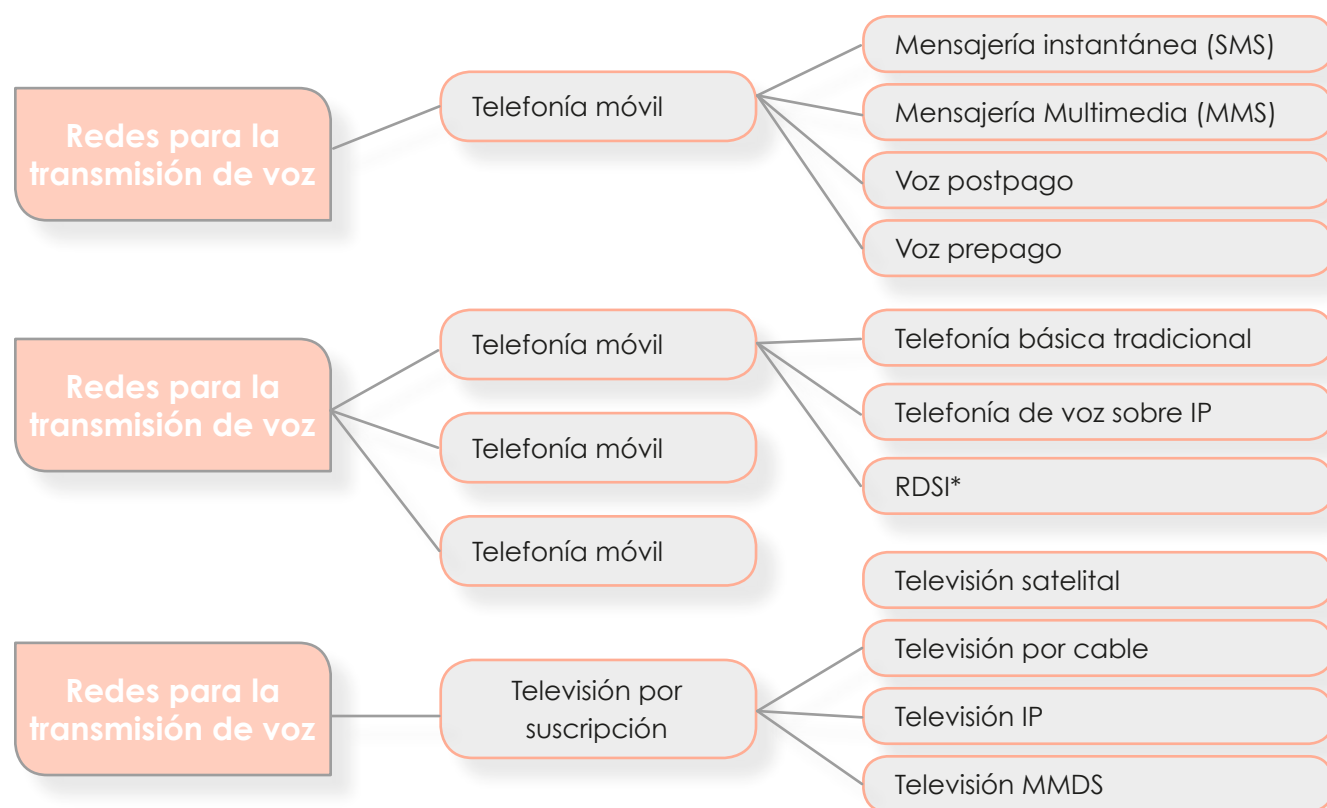 Redes para la
transmisión de voz
Telefonía móvil
Mensajería instantánea (SMS)
Mensajería Multimedia (MMS)
Voz postpago
Voz prepago
Redes para la
transmisión de voz
Telefonía móvil
Telefonía básica tradicional
Telefonía de voz sobre IP
RDSI*
Telefonía móvil
Telefonía móvil
Redes para la
transmisión de voz
Televisión por
suscripción
Televisión satelital
Televisión por cable
Televisión IP
Televisión MMDS